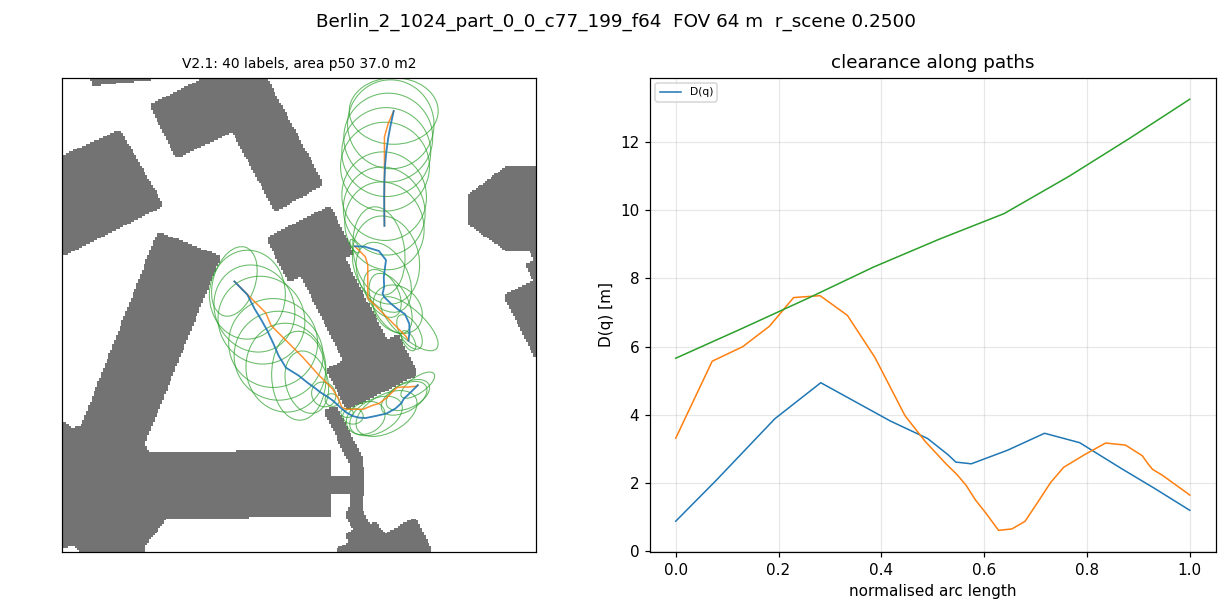 Berlin_2_1024_part_0_0_c77_199_f64  FOV 64 m  r_scene 0.2500
V2.1: 40 labels, area p50 37.0 m2
clearance along paths
D(q)
D(q) [m]
12
10
8
6
4
2
0
0.0
0.2
0.4
0.6
0.8
1.0
normalised arc length